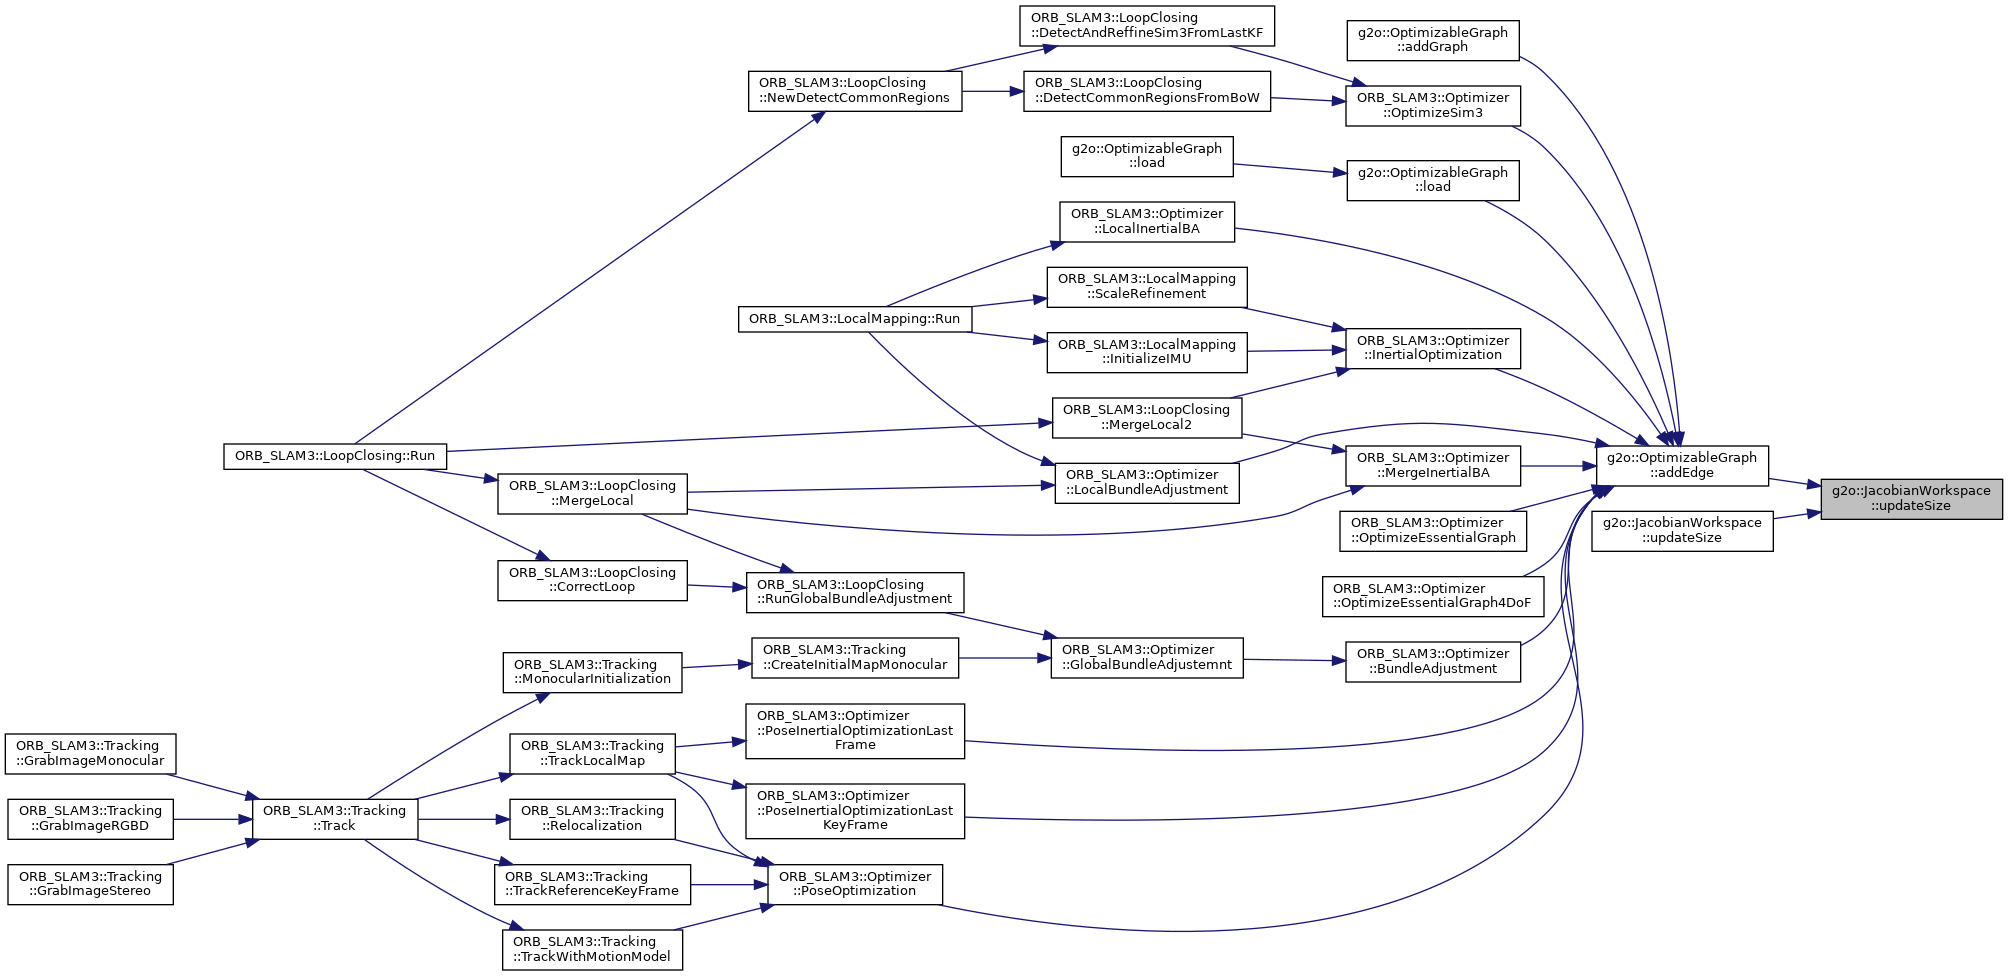 ORB_SLAM3::LoopClosing
::DetectAndReffineSim3FromLastKF
g2o::OptimizableGraph
::addGraph
ORB_SLAM3::LoopClosing
::NewDetectCommonRegions
ORB_SLAM3::LoopClosing
::DetectCommonRegionsFromBoW
ORB_SLAM3::Optimizer
::OptimizeSim3
g2o::OptimizableGraph
::load
g2o::OptimizableGraph
::load
ORB_SLAM3::Optimizer
::LocalInertialBA
ORB_SLAM3::LocalMapping
::ScaleRefinement
ORB_SLAM3::LocalMapping::Run
ORB_SLAM3::LocalMapping
::InitializeIMU
ORB_SLAM3::Optimizer
::InertialOptimization
ORB_SLAM3::LoopClosing
::MergeLocal2
ORB_SLAM3::LoopClosing::Run
ORB_SLAM3::Optimizer
::MergeInertialBA
g2o::OptimizableGraph
::addEdge
ORB_SLAM3::LoopClosing
::MergeLocal
ORB_SLAM3::Optimizer
::LocalBundleAdjustment
g2o::JacobianWorkspace
::updateSize
ORB_SLAM3::Optimizer
::OptimizeEssentialGraph
g2o::JacobianWorkspace
::updateSize
ORB_SLAM3::LoopClosing
::CorrectLoop
ORB_SLAM3::LoopClosing
::RunGlobalBundleAdjustment
ORB_SLAM3::Optimizer
::OptimizeEssentialGraph4DoF
ORB_SLAM3::Tracking
::MonocularInitialization
ORB_SLAM3::Tracking
::CreateInitialMapMonocular
ORB_SLAM3::Optimizer
::GlobalBundleAdjustemnt
ORB_SLAM3::Optimizer
::BundleAdjustment
ORB_SLAM3::Tracking
::GrabImageMonocular
ORB_SLAM3::Tracking
::TrackLocalMap
ORB_SLAM3::Optimizer
::PoseInertialOptimizationLast
Frame
ORB_SLAM3::Tracking
::GrabImageRGBD
ORB_SLAM3::Tracking
::Track
ORB_SLAM3::Tracking
::Relocalization
ORB_SLAM3::Optimizer
::PoseInertialOptimizationLast
KeyFrame
ORB_SLAM3::Tracking
::GrabImageStereo
ORB_SLAM3::Tracking
::TrackReferenceKeyFrame
ORB_SLAM3::Optimizer
::PoseOptimization
ORB_SLAM3::Tracking
::TrackWithMotionModel